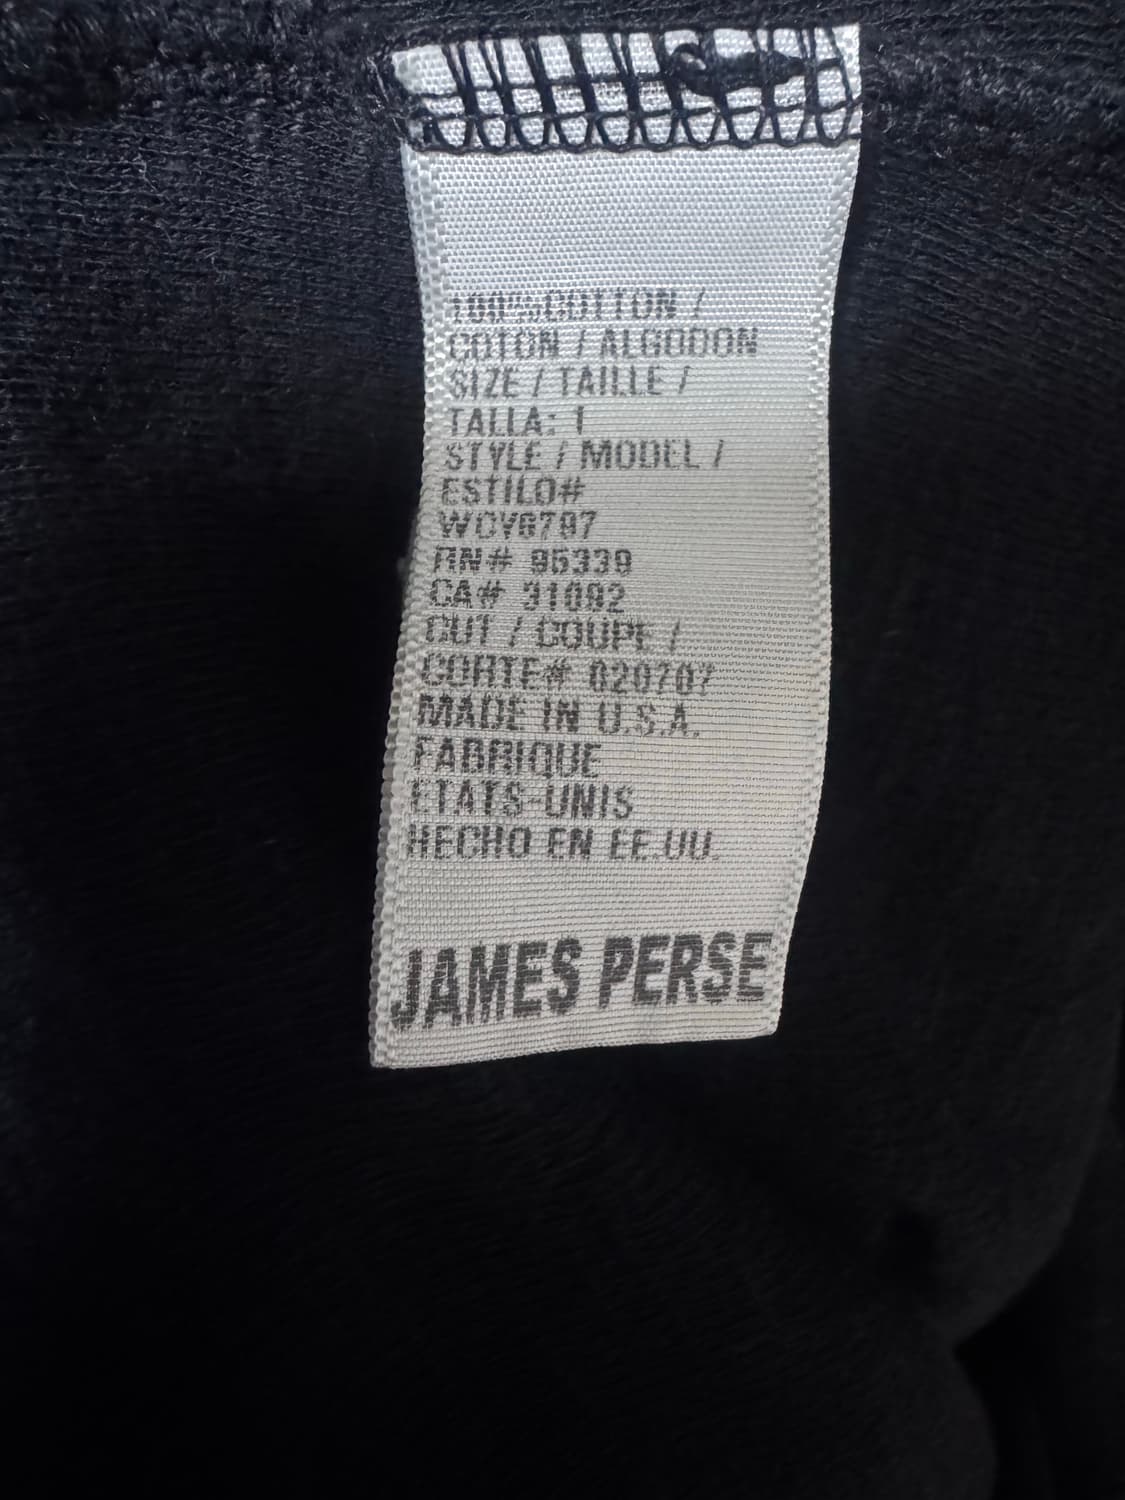 100%COTTON /
COTON / ALGODON
SIZE / TAILLE /
TALLA: 1
STYLE / MODEL /
ESTILO#
RN# 95339
CA# 31092
CUT / COUPE /
CORTE# 020707
MADE IN U.S.A.
FABRIQUE
ETATS-UNIS
HECHO EN EE.UU.
JAMES PERSE